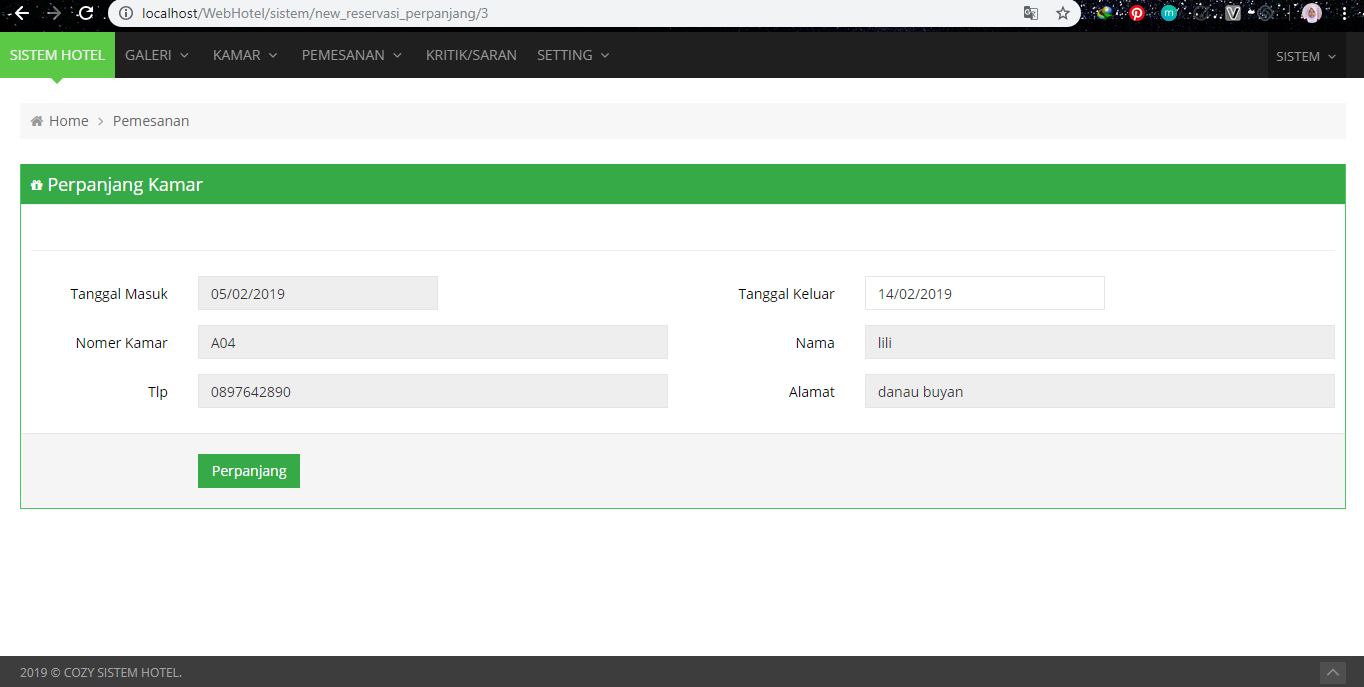 localhost/WebHotel/sistem/new_reservasi_perpanjang/3
SISTEM HOTEL GALERI KAMAR PEMESANAN KRITIK/SARAN SETTING SISTEM
Home > Pemesanan
Perpanjang Kamar
Tanggal Masuk 05/02/2019 Tanggal Keluar 14/02/2019
Nomer Kamar A04 Nama lili
Tlp 0897642890 Alamat danau buyan
Perpanjang
2019 © COZY SISTEM HOTEL.